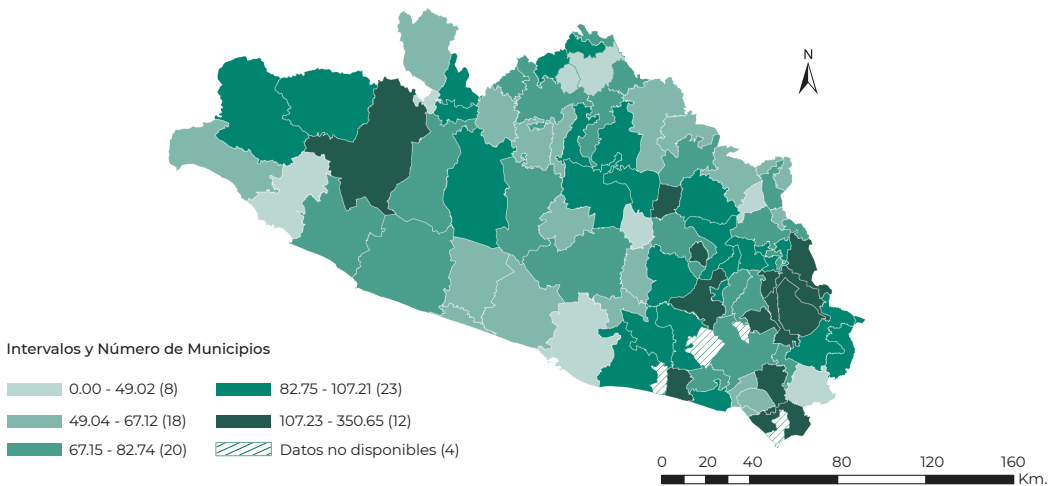 N
Intervalos y Número de Municipios
0.00 - 49.02 (8)
82.75 - 107.21 (23)
49.04 - 67.12 (18)
107.23 - 350.65 (12)
67.15 - 82.74 (20)
Datos no disponibles (4)
0 20 40 80 120 160
Km.